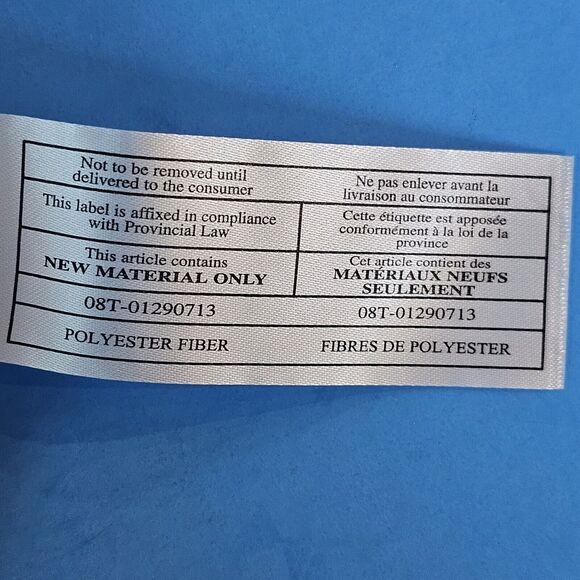 Not to be removed until
delivered to the consumer
Ne pas enlever avant la
livraison au consommateur
This label is affixed in compliance
with Provincial Law
Cette étiquette est apposée
conformément à la loi de la
province
This article contains
NEW MATERIAL ONLY
Cet article contient des
MATÉRIAUX NEUFS
SEULEMENT
08T-01290713
08T-01290713
POLYESTER FIBER
FIBRES DE POLYESTER